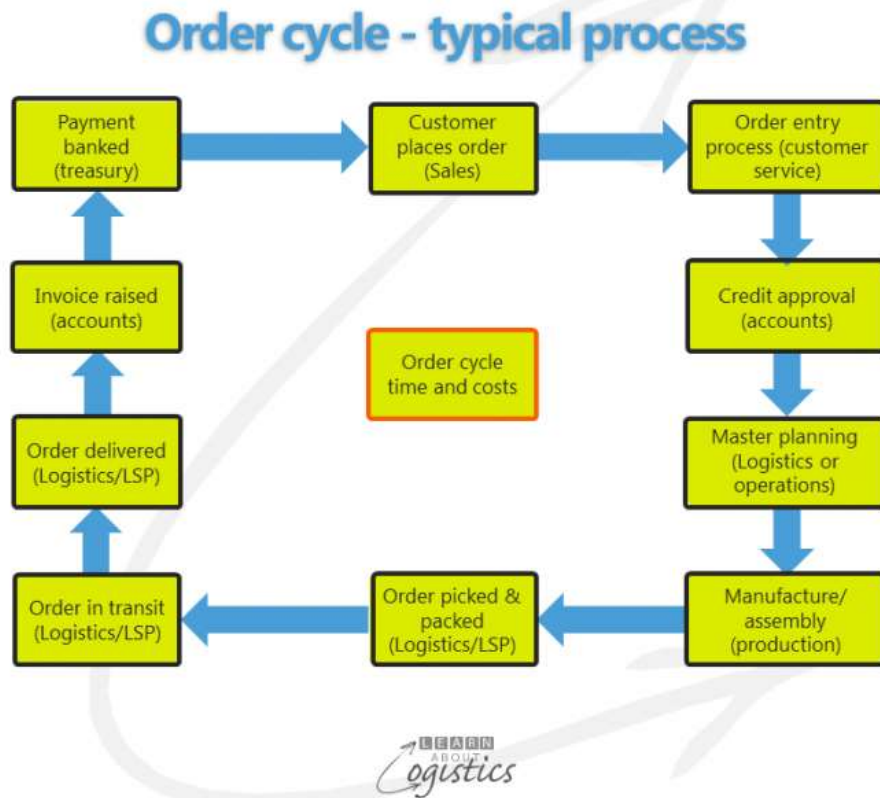 Order cycle - typical process
Payment
banked
(treasury)
Customer
places order
(Sales)
Order entry
process (customer
service)
Invoice raised
(accounts)
Credit approval
(accounts)
Order cycle
time and costs
Order delivered
(Logistics/LSP)
Master planning
(Logistics or
operations)
Order in transit
(Logistics/LSP)
Order picked &
packed
(Logistics/LSP)
Manufacture/
assembly
(production)
LEARN
ABOUT
Logistics